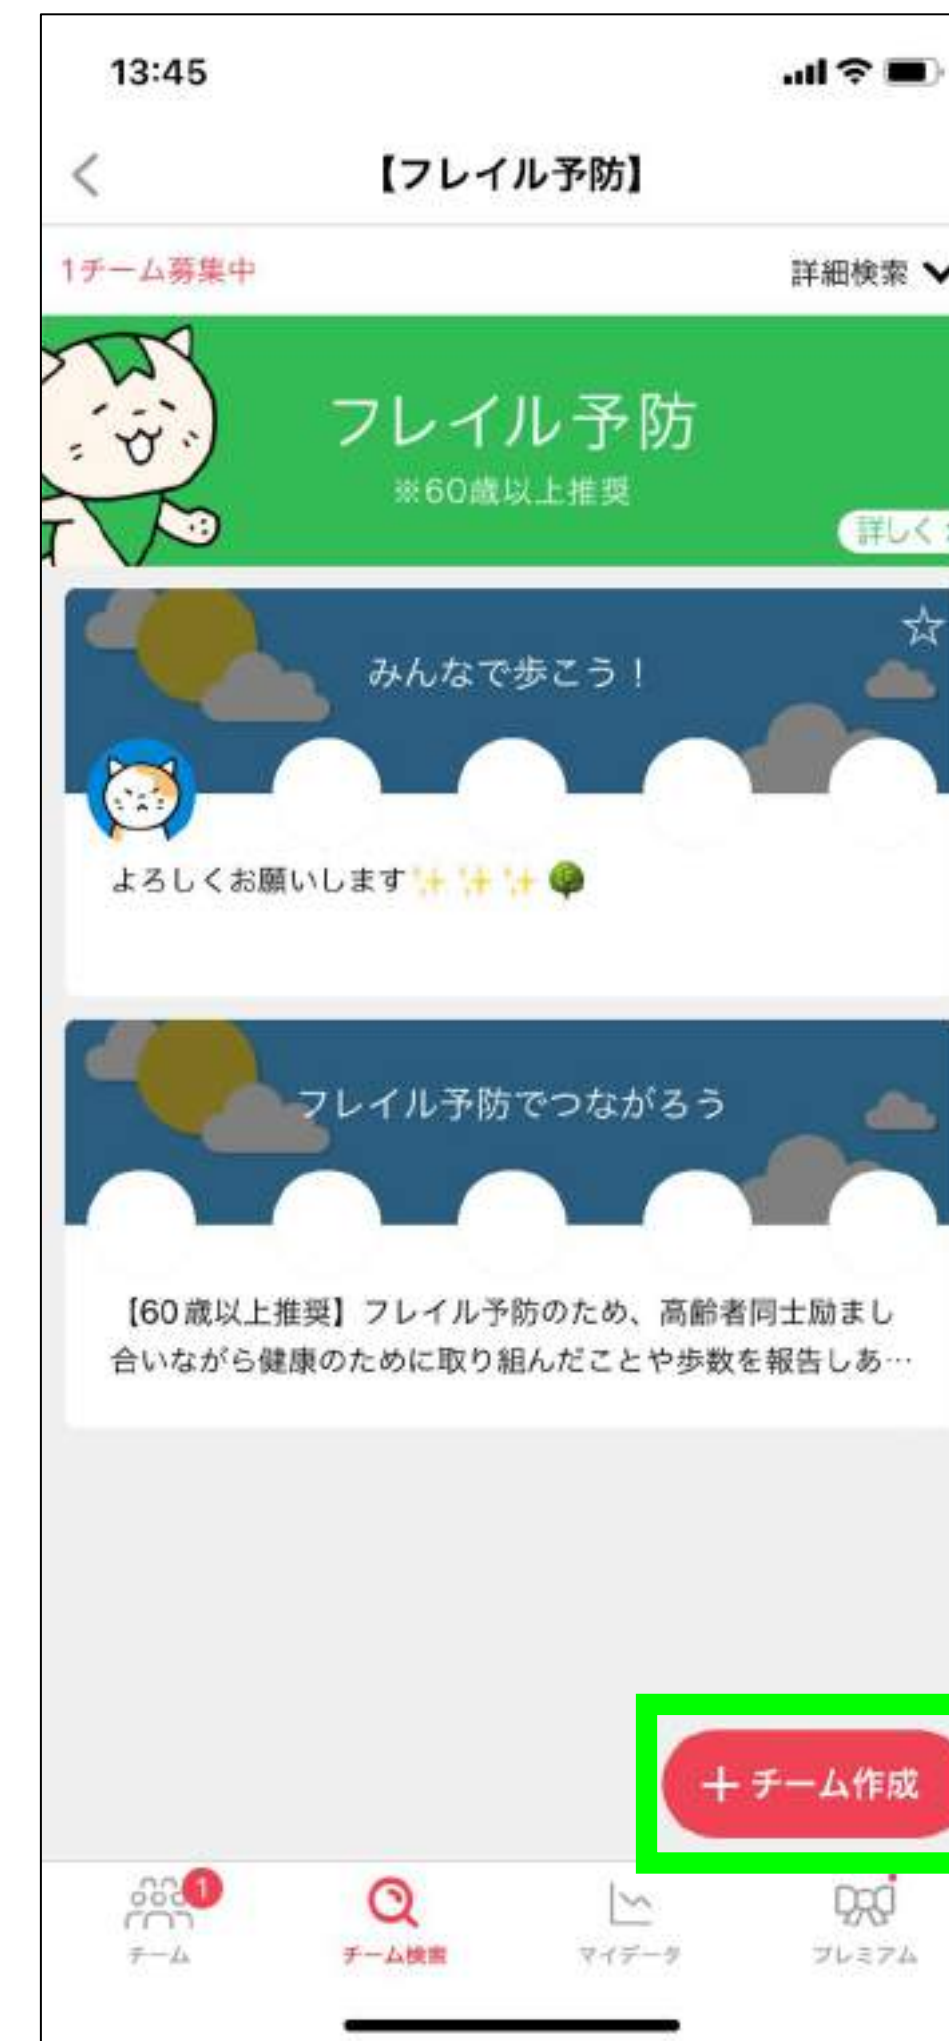 13:45
【フレイル予防】
1チーム募集中
詳細検索
フレイル予防
※60歳以上推奨
詳しく
みんなで歩こう！
よろしくお願いします✨✨✨🌳
フレイル予防でつながろう
【60歳以上推奨】フレイル予防のため、高齢者同士励まし
合いながら健康のために取り組んだことや歩数を報告しあ…
＋チーム作成
1
チーム
チーム検索
マイデータ
プレミアム